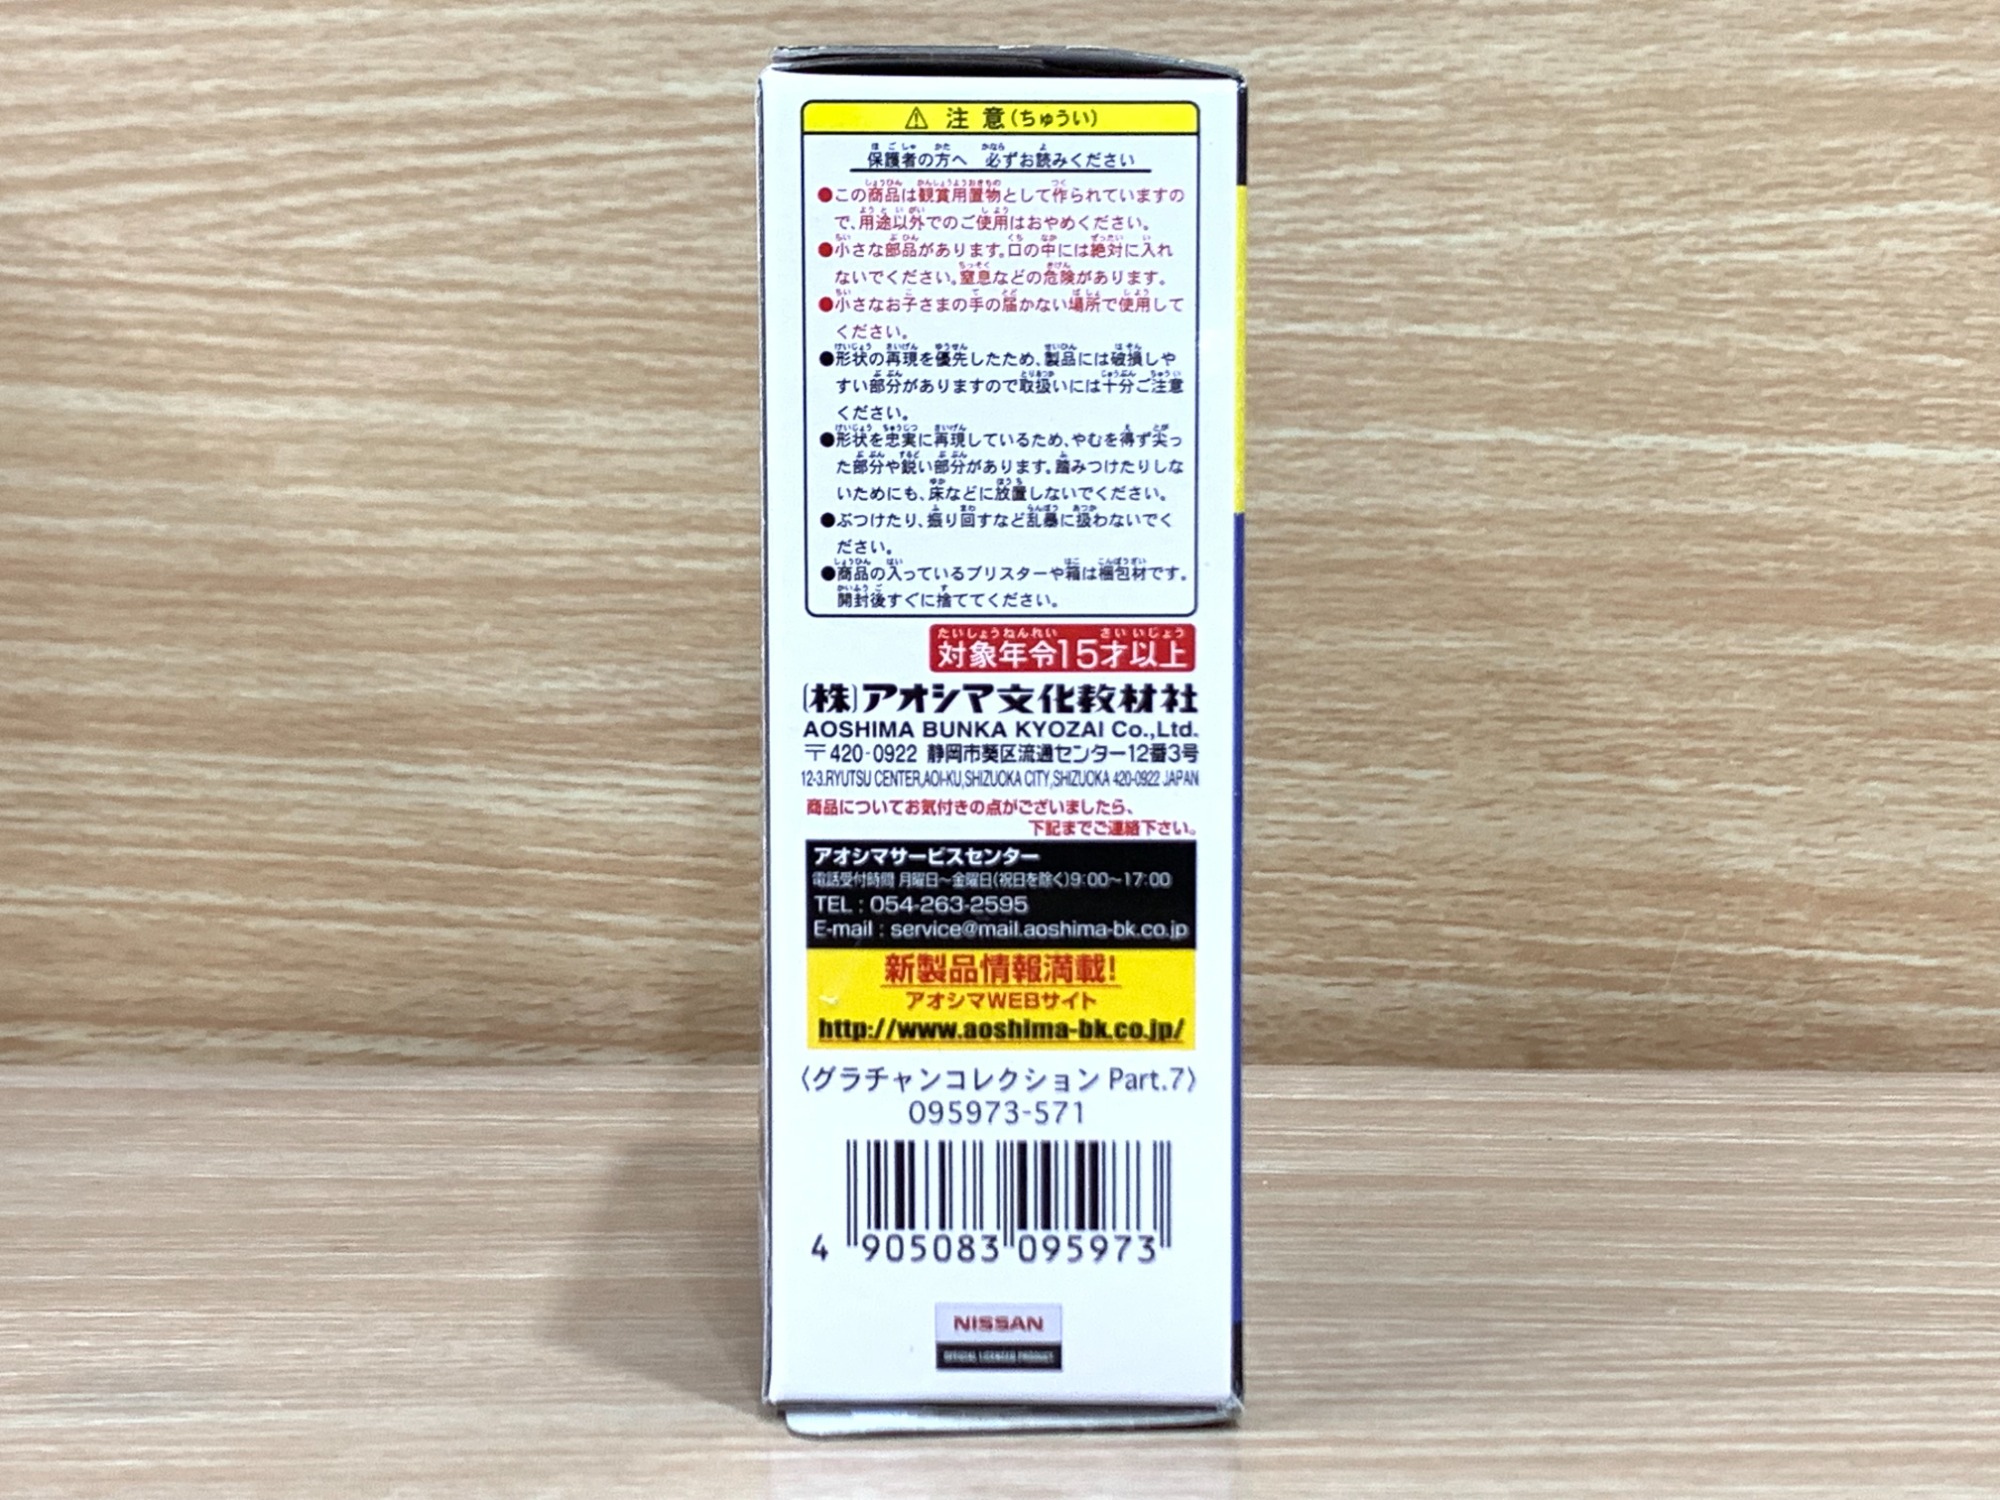 ⚠ 注意(ちゅうい)
保護者の方へ 必ずお読みください
●この商品は観賞用置物として作られていますの
で、用途以外でのご使用はおやめください。
●小さな部品があります。口の中には絶対に入れ
ないでください。窒息などの危険があります。
●小さなお子さまの手の届かない場所で使用して
ください。
●形状の再現を優先したため、製品には破損しや
すい部分がありますので取扱いには十分ご注意
ください。
●形状を忠実に再現しているため、やむを得ず尖っ
た部分や鋭い部分があります。踏みつけたりしな
いためにも、床などに放置しないでください。
●ぶつけたり、振り回すなど乱暴に扱わないでく
ださい。
●商品の入っているブリスターや箱は梱包材です。
開封後すぐに捨ててください。
たいしょうねんれい さいいじょう
対象年令15才以上
(株)アオシマ文化教材社
AOSHIMA BUNKA KYOZAI Co.,Ltd.
〒420-0922 静岡市葵区流通センター12番3号
12-3.RYUTSU CENTER,AOI-KU,SHIZUOKA CITY,SHIZUOKA 420-0922 JAPAN
商品についてお気付きの点がございましたら、
下記までご連絡下さい。
アオシマサービスセンター
電話受付時間 月曜日〜金曜日(祝日を除く)9:00〜17:00
TEL : 054-263-2595
E-mail : service@mail.aoshima-bk.co.jp
新製品情報満載!
アオシマWEBサイト
http://www.aoshima-bk.co.jp/
〈グラチャンコレクション Part.7〉
095973-571
4 905083 095973
NISSAN
OFFICIAL LICENSED PRODUCT